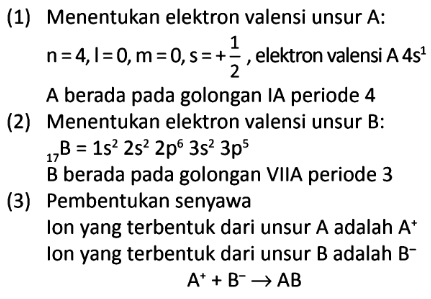 (1) Menentukan elektron valensi unsur A:
n = 4, l = 0, m = 0, s = + 1/2 , elektron valensi A 4s¹
A berada pada golongan IA periode 4
(2) Menentukan elektron valensi unsur B:
₁₇B = 1s² 2s² 2p⁶ 3s² 3p⁵
B berada pada golongan VIIA periode 3
(3) Pembentukan senyawa
Ion yang terbentuk dari unsur A adalah A⁺
Ion yang terbentuk dari unsur B adalah B⁻
A⁺ + B⁻ → AB